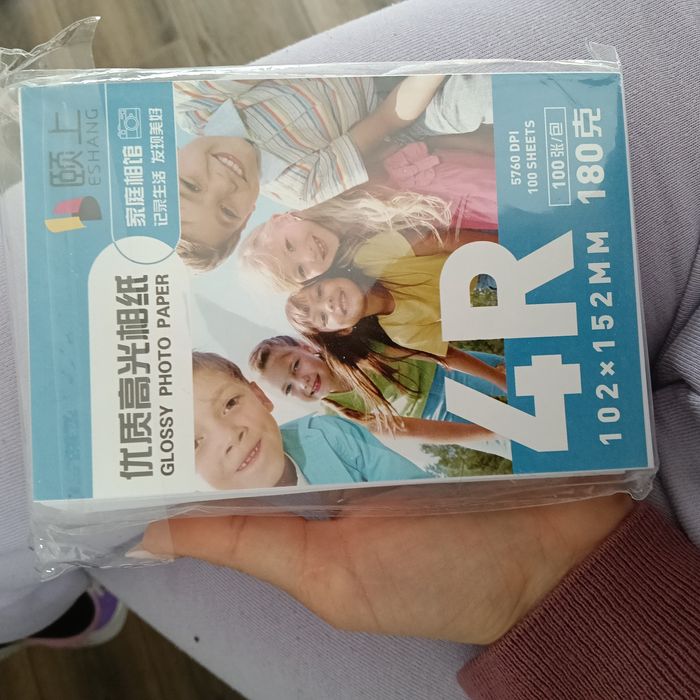 颐上
ESHANG
家庭相馆
记录生活 发现美好
优质高光相纸
GLOSSY PHOTO PAPER
5760 DPI
100 SHEETS
100张/包
180克
4R
102×152MM